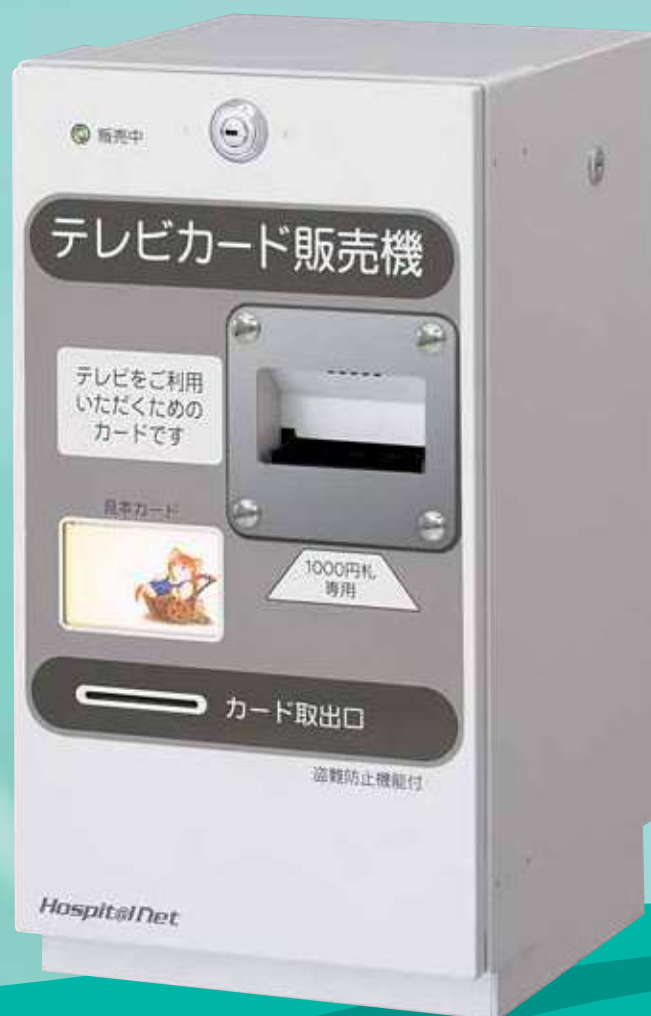 販売中
テレビカード販売機
テレビをご利用
いただくための
カードです
見本カード
1000円札
専用
カード取出口
盗難防止機能付
Hospit@lnet